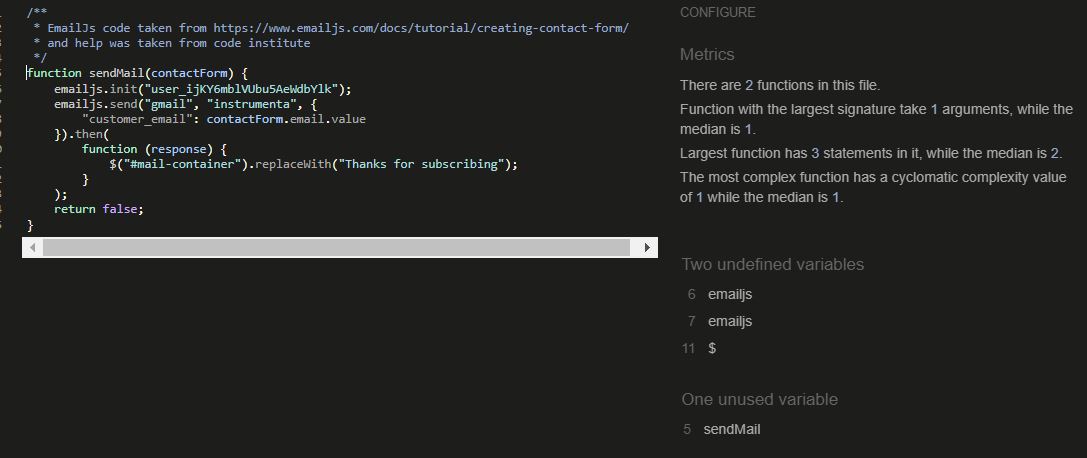 /**
* EmailJs code taken from https://www.emailjs.com/docs/tutorial/creating-contact-form/
* and help was taken from code institute
*/
function sendMail(contactForm) {
emailjs.init("user_ijKY6mblVUbu5AeWdbYlk");
emailjs.send("gmail", "instrumenta", {
"customer_email": contactForm.email.value
}).then(
function (response) {
$("#mail-container").replaceWith("Thanks for subscribing");
}
);
return false;
}
CONFIGURE
Metrics
There are 2 functions in this file.
Function with the largest signature take 1 arguments, while the
median is 1.
Largest function has 3 statements in it, while the median is 2.
The most complex function has a cyclomatic complexity value
of 1 while the median is 1.
Two undefined variables
6 emailjs
7 emailjs
11 $
One unused variable
5 sendMail